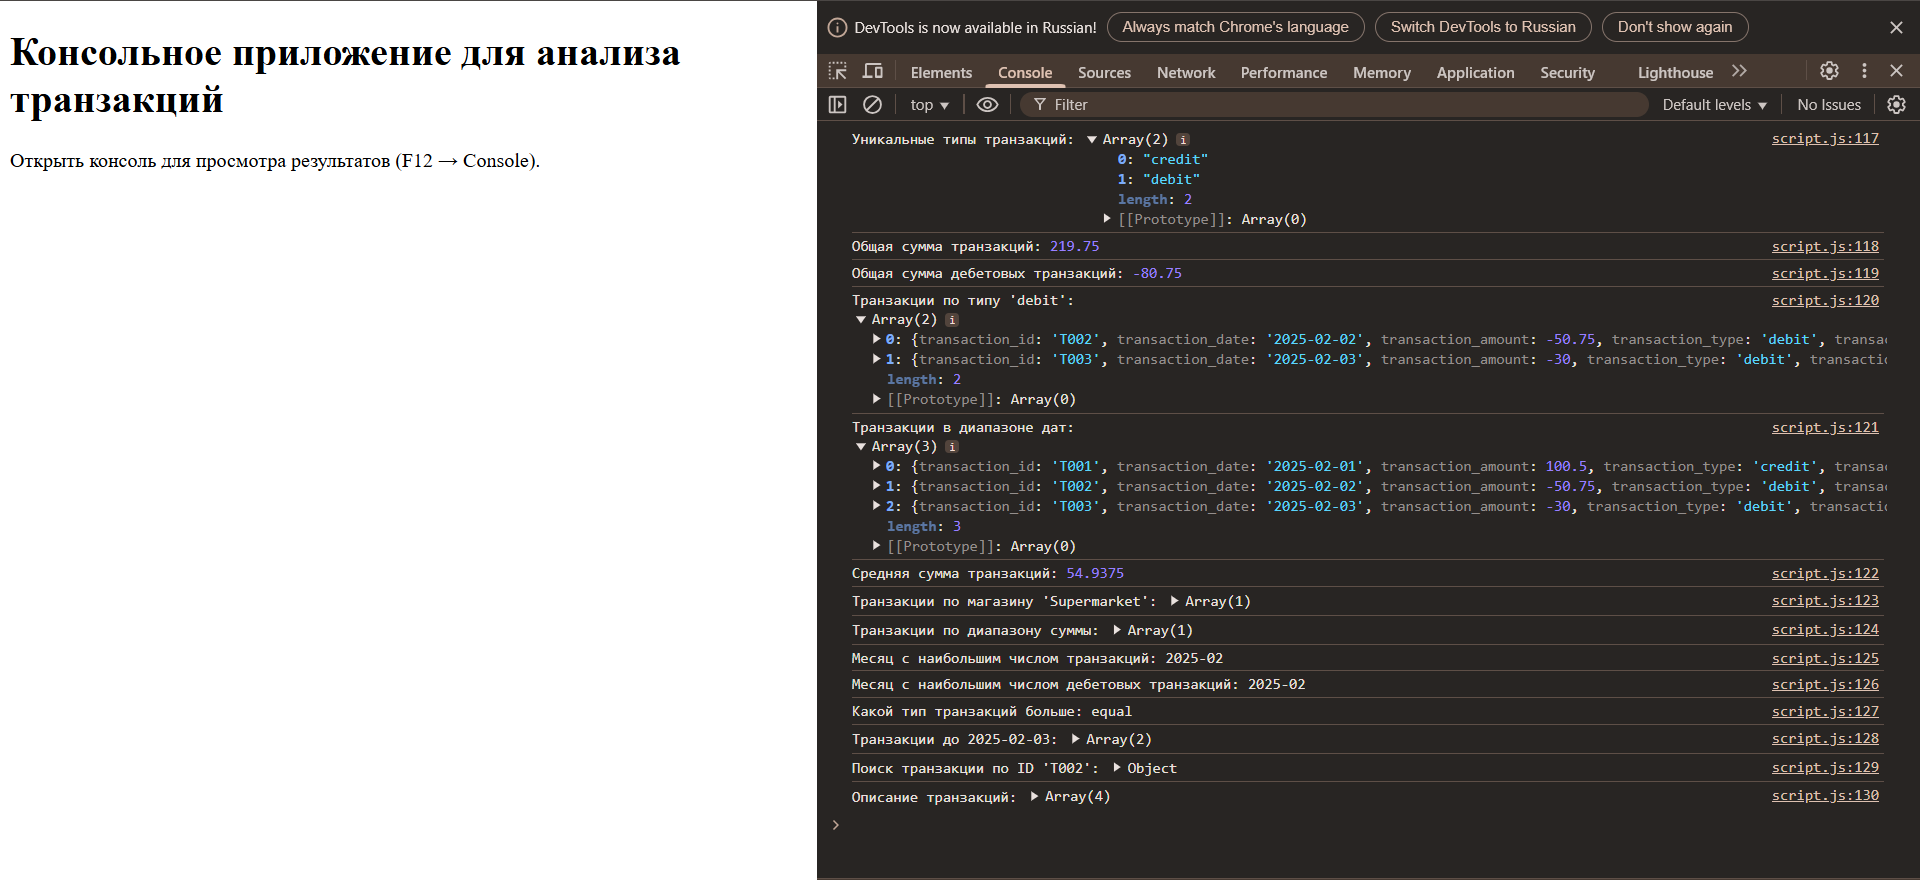 Консольное приложение для анализа
транзакций
Открыть консоль для просмотра результатов (F12 → Console).
DevTools is now available in Russian! Always match Chrome's language Switch DevTools to Russian Don't show again
Elements Console Sources Network Performance Memory Application Security Lighthouse
top Filter Default levels No Issues
Уникальные типы транзакций: Array(2) script.js:117
0: "credit"
1: "debit"
length: 2
[[Prototype]]: Array(0)
Общая сумма транзакций: 219.75 script.js:118
Общая сумма дебетовых транзакций: -80.75 script.js:119
Транзакции по типу 'debit': script.js:120
Array(2)
0: {transaction_id: 'T002', transaction_date: '2025-02-02', transaction_amount: -50.75, transaction_type: 'debit', transac
1: {transaction_id: 'T003', transaction_date: '2025-02-03', transaction_amount: -30, transaction_type: 'debit', transactic
length: 2
[[Prototype]]: Array(0)
Транзакции в диапазоне дат: script.js:121
Array(3)
0: {transaction_id: 'T001', transaction_date: '2025-02-01', transaction_amount: 100.5, transaction_type: 'credit', transac
1: {transaction_id: 'T002', transaction_date: '2025-02-02', transaction_amount: -50.75, transaction_type: 'debit', transac
2: {transaction_id: 'T003', transaction_date: '2025-02-03', transaction_amount: -30, transaction_type: 'debit', transactic
length: 3
[[Prototype]]: Array(0)
Средняя сумма транзакций: 54.9375 script.js:122
Транзакции по магазину 'Supermarket': Array(1) script.js:123
Транзакции по диапазону суммы: Array(1) script.js:124
Месяц с наибольшим числом транзакций: 2025-02 script.js:125
Месяц с наибольшим числом дебетовых транзакций: 2025-02 script.js:126
Какой тип транзакций больше: equal script.js:127
Транзакции до 2025-02-03: Array(2) script.js:128
Поиск транзакции по ID 'T002': Object script.js:129
Описание транзакций: Array(4) script.js:130